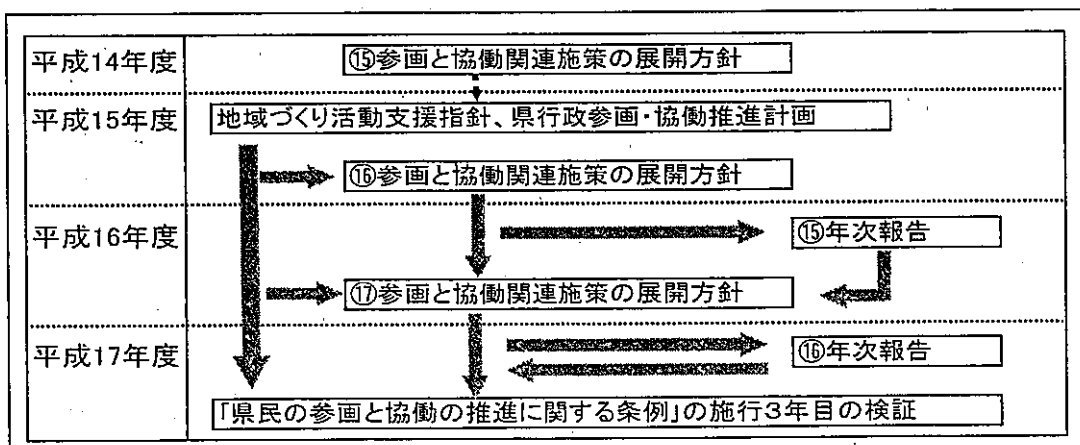 平成14年度
⑮参画と協働関連施策の展開方針
平成15年度
地域づくり活動支援指針、県行政参画・協働推進計画
⑯参画と協働関連施策の展開方針
平成16年度
⑮年次報告
⑰参画と協働関連施策の展開方針
平成17年度
⑯年次報告
「県民の参画と協働の推進に関する条例」の施行3年目の検証